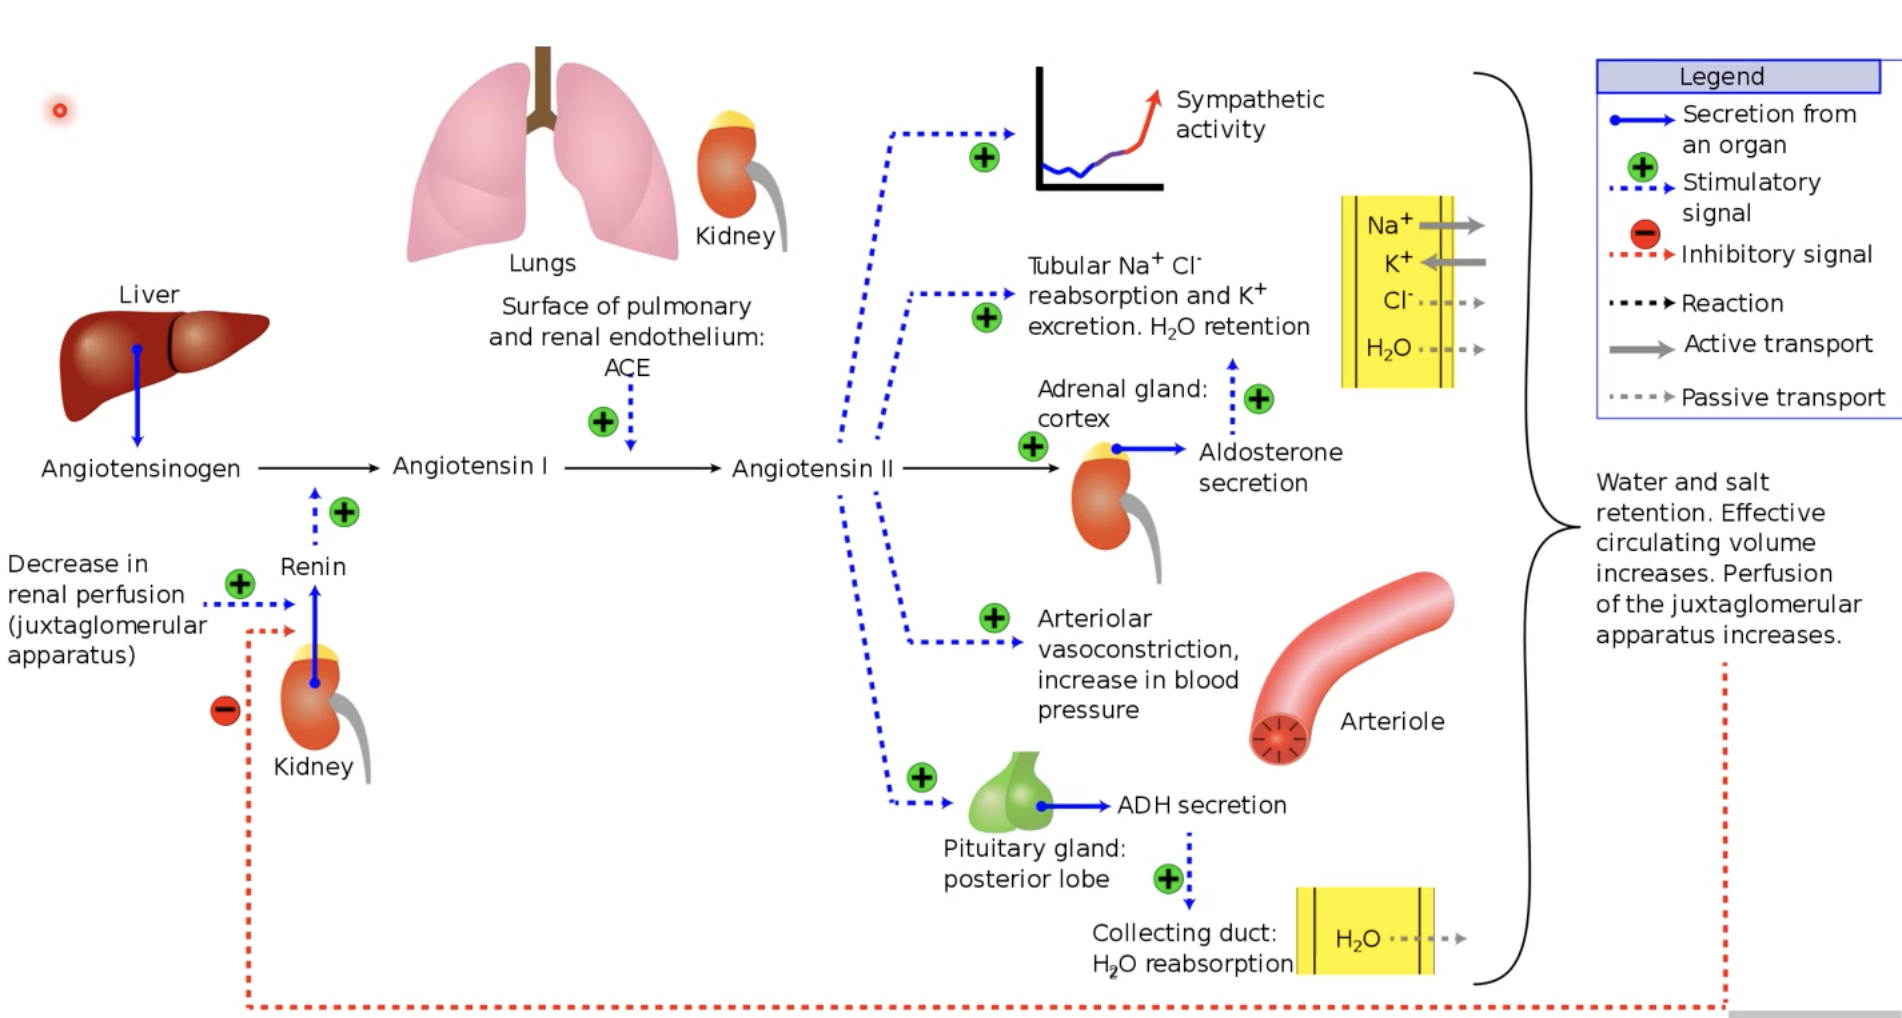 Liver
Angiotensinogen
Decrease in
renal perfusion
(juxtaglomerular
apparatus)
Renin
Kidney
Lungs
Kidney
Surface of pulmonary
and renal endothelium:
ACE
Angiotensin I
Angiotensin II
Sympathetic
activity
Tubular Na⁺ Cl⁻
reabsorption and K⁺
excretion. H₂O retention
Adrenal gland:
cortex
Aldosterone
secretion
Arteriolar
vasoconstriction,
increase in blood
pressure
Arteriole
Pituitary gland:
posterior lobe
ADH secretion
Collecting duct:
H₂O reabsorption
H₂O
Na⁺
K⁺
Cl⁻
H₂O
Legend
Secretion from
an organ
Stimulatory
signal
Inhibitory signal
Reaction
Active transport
Passive transport
Water and salt
retention. Effective
circulating volume
increases. Perfusion
of the juxtaglomerular
apparatus increases.